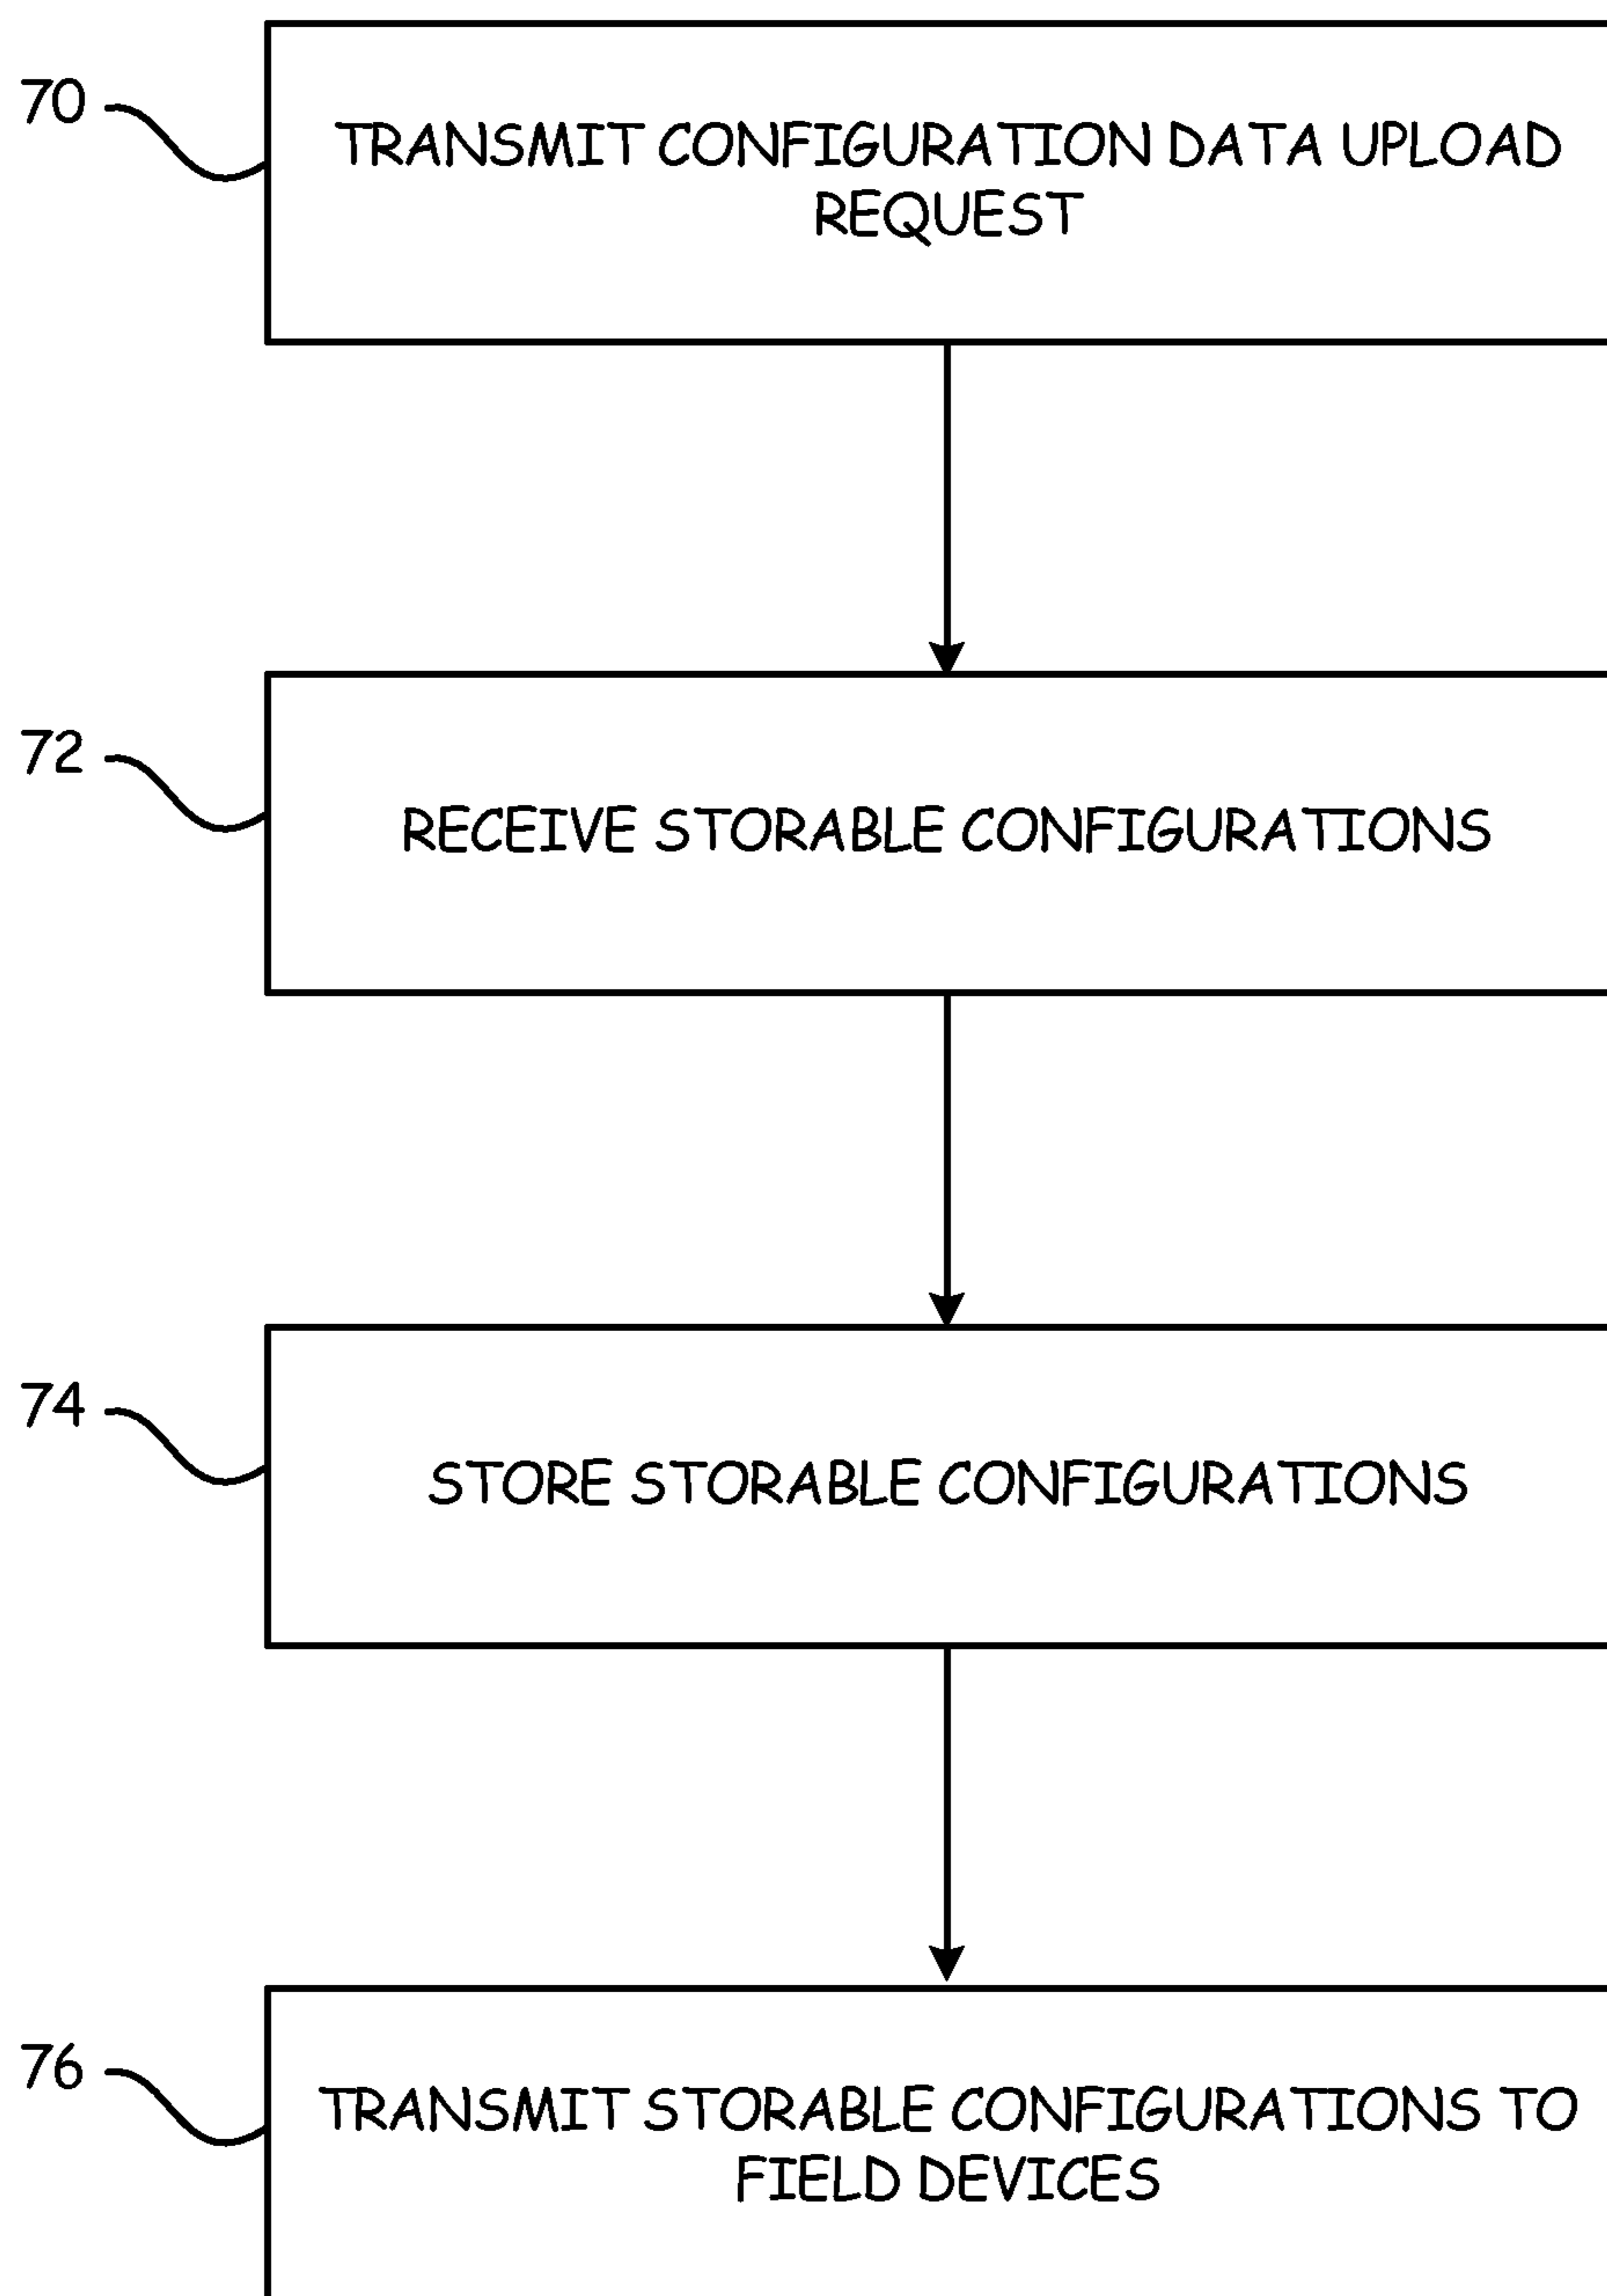 70
TRANSMIT CONFIGURATION DATA UPLOAD
REQUEST
72
RECEIVE STORABLE CONFIGURATIONS
74
STORE STORABLE CONFIGURATIONS
76
TRANSMIT STORABLE CONFIGURATIONS TO
FIELD DEVICES